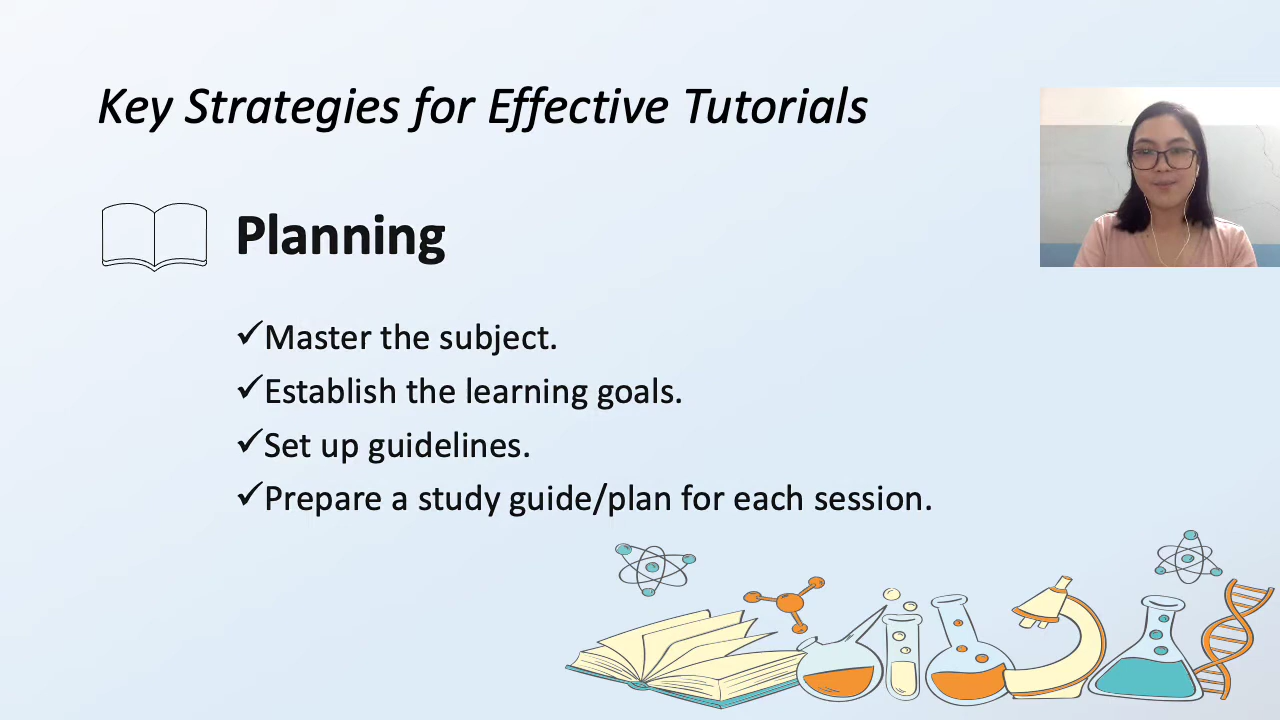 Key Strategies for Effective Tutorials
Planning
✓Master the subject.
✓Establish the learning goals.
✓Set up guidelines.
✓Prepare a study guide/plan for each session.